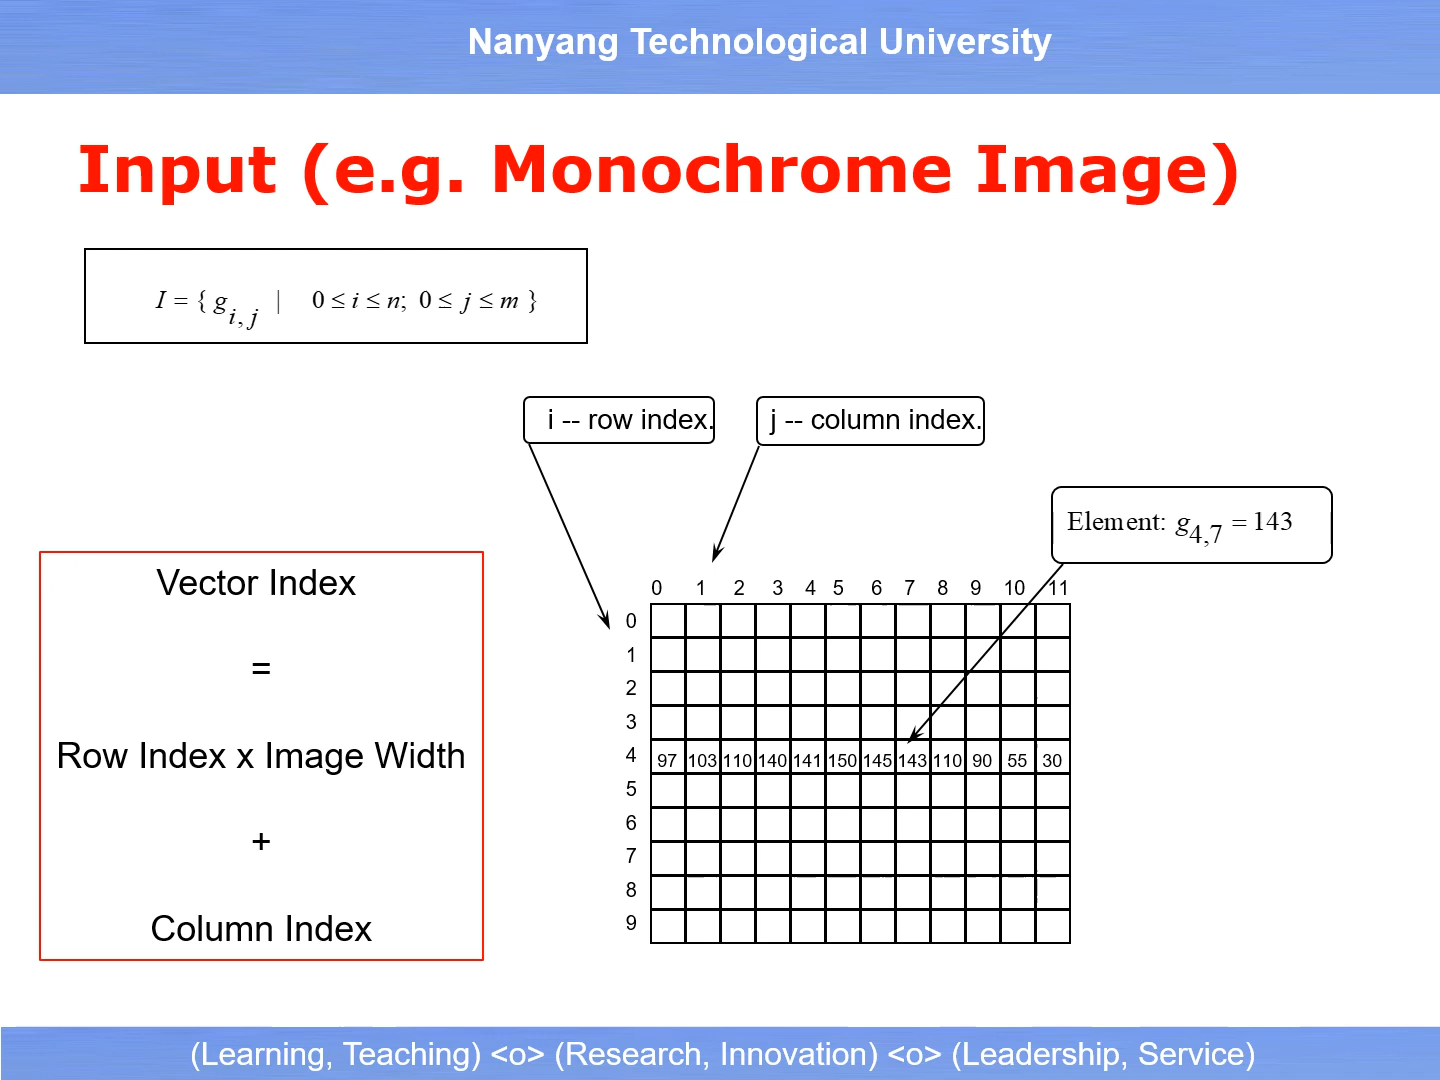 Nanyang Technological University
Input (e.g. Monochrome Image)
I = { g i, j | 0 ≤ i ≤ n; 0 ≤ j ≤ m }
i -- row index.
j -- column index.
Element: g 4,7 = 143
Vector Index
=
Row Index x Image Width
+
Column Index
0 1 2 3 4 5 6 7 8 9 10 11
0
1
2
3
4 97 103 110 140 141 150 145 143 110 90 55 30
5
6
7
8
9
(Learning, Teaching) <o> (Research, Innovation) <o> (Leadership, Service)